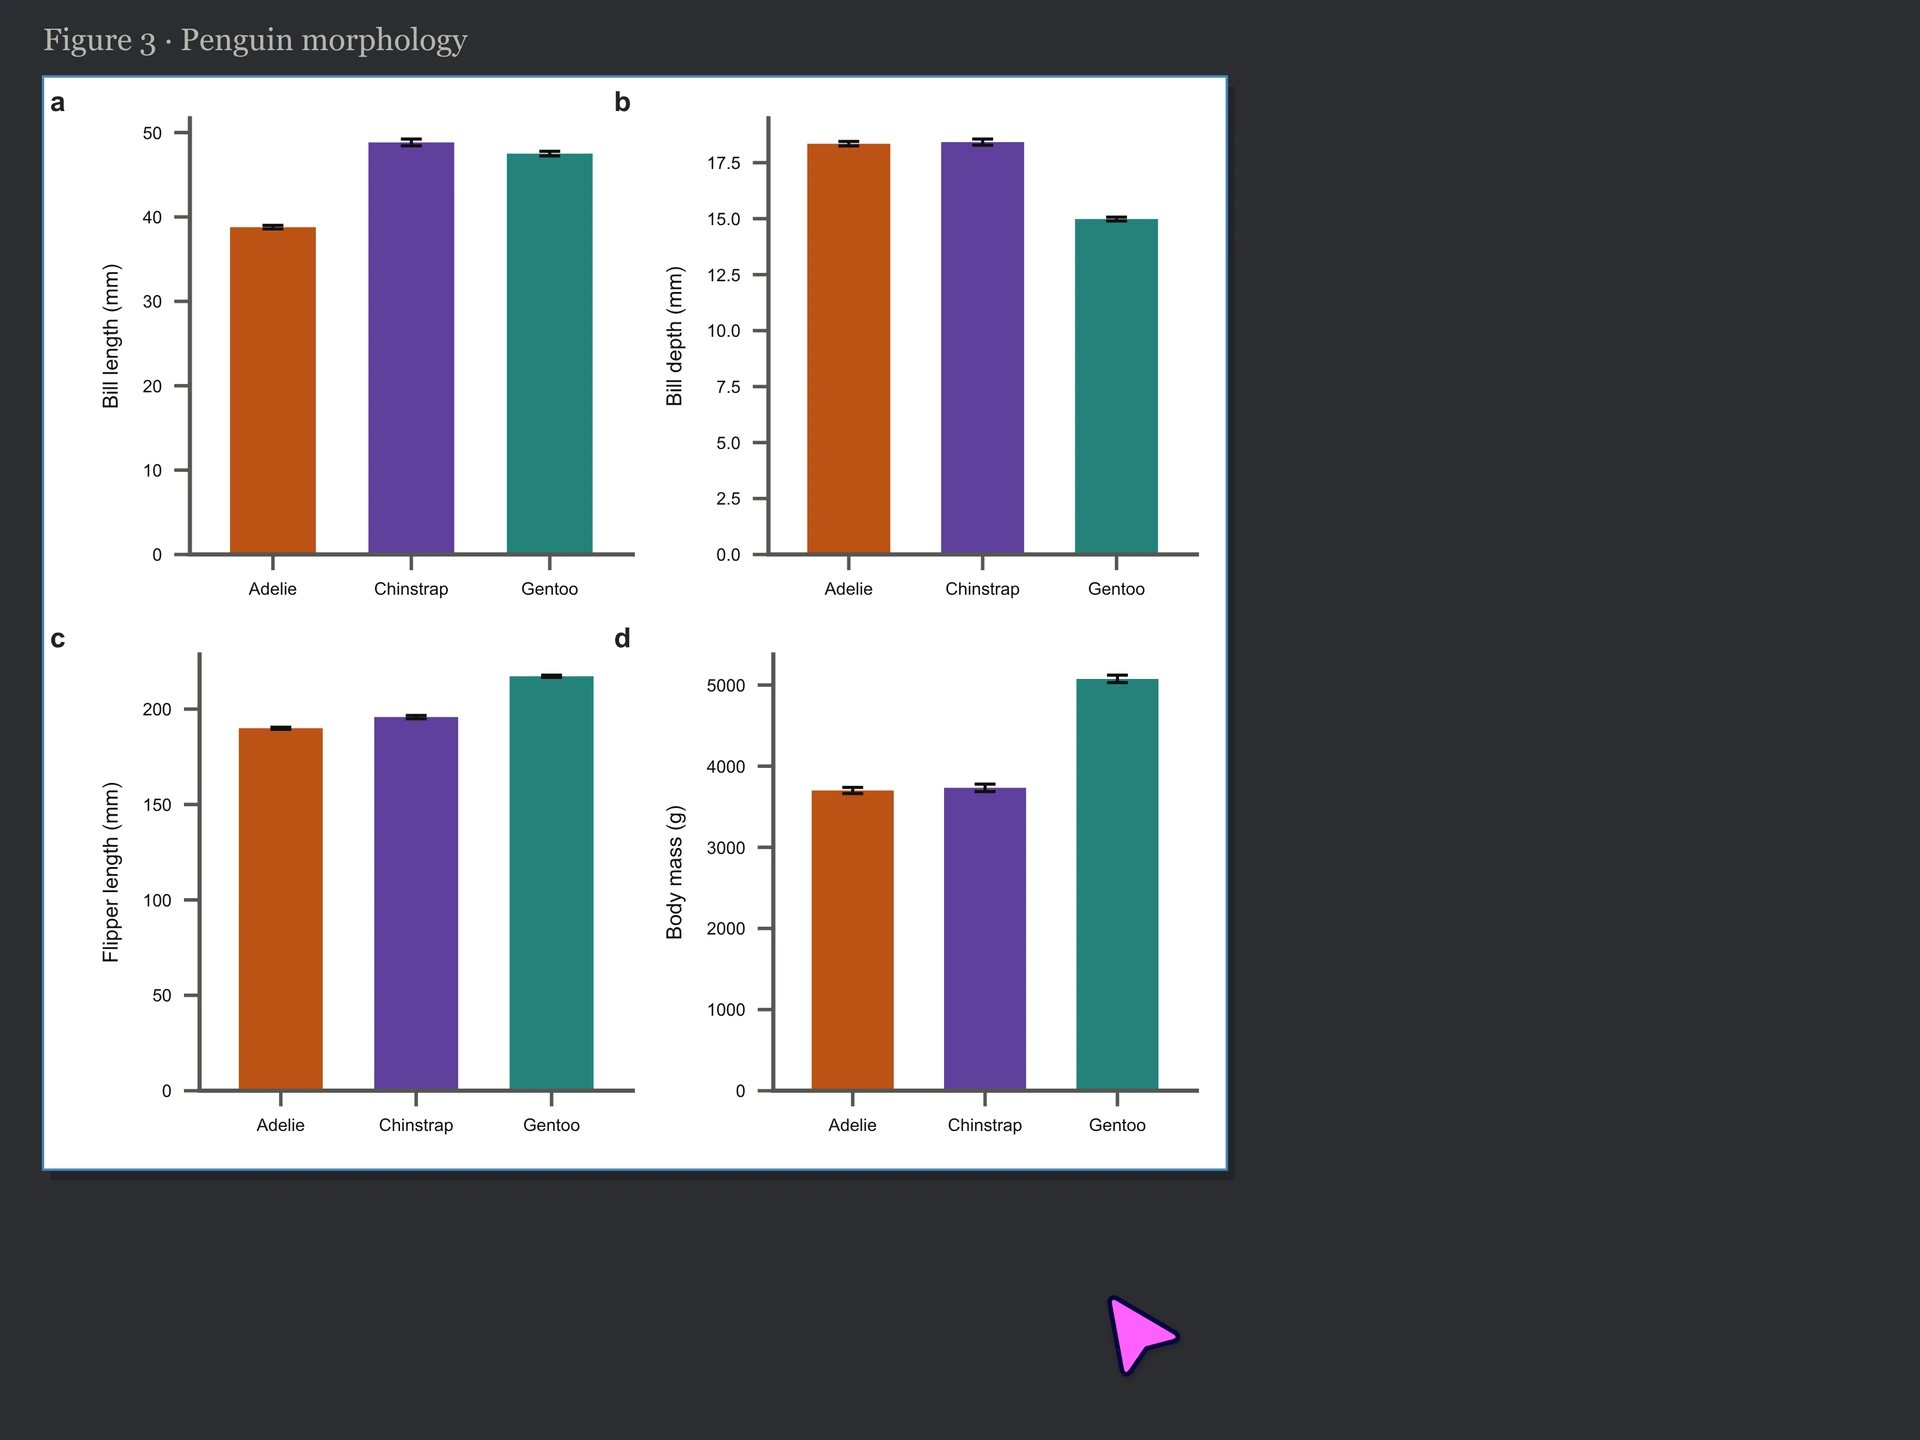 Figure 3 · Penguin morphology
a
50
40
30
20
10
0
Bill length (mm)
Adelie Chinstrap Gentoo
b
17.5
15.0
12.5
10.0
7.5
5.0
2.5
0.0
Bill depth (mm)
Adelie Chinstrap Gentoo
c
200
150
100
50
0
Flipper length (mm)
Adelie Chinstrap Gentoo
d
5000
4000
3000
2000
1000
0
Body mass (g)
Adelie Chinstrap Gentoo